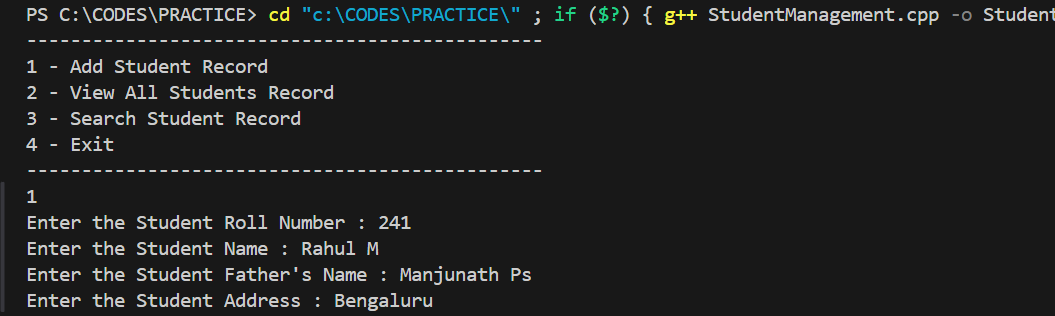 PS C:\CODES\PRACTICE> cd "c:\CODES\PRACTICE\" ; if ($?) { g++ StudentManagement.cpp -o Student
-----------------------------------------------
1 - Add Student Record
2 - View All Students Record
3 - Search Student Record
4 - Exit
-----------------------------------------------
1
Enter the Student Roll Number : 241
Enter the Student Name : Rahul M
Enter the Student Father's Name : Manjunath Ps
Enter the Student Address : Bengaluru